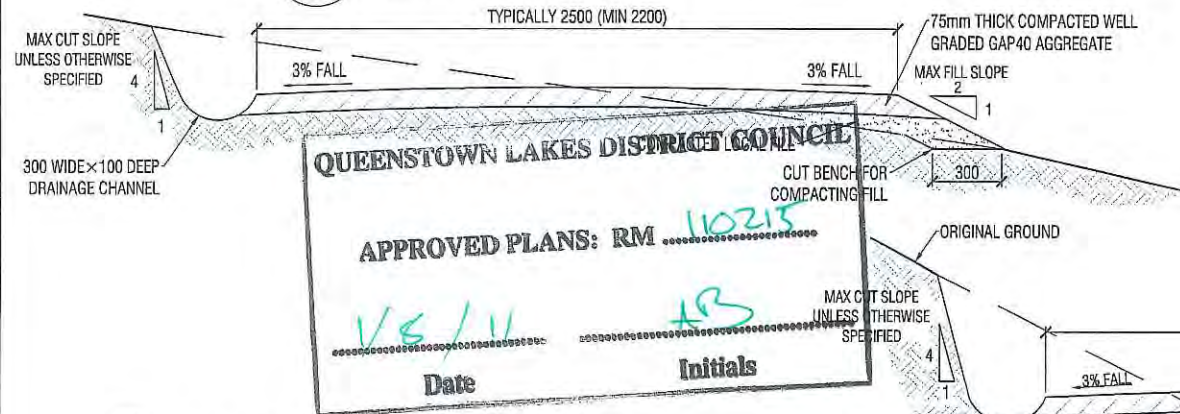 TYPICALLY 2500 (MIN 2200)
75mm THICK COMPACTED WELL
GRADED GAP40 AGGREGATE
MAX CUT SLOPE
UNLESS OTHERWISE
SPECIFIED
4
1
3% FALL
3% FALL
MAX FILL SLOPE
2
1
300 WIDE×100 DEEP
DRAINAGE CHANNEL
QUEENSTOWN LAKES DISTRICT COUNCIL
LOCAL FILL
CUT BENCH FOR
COMPACTING FILL
300
APPROVED PLANS: RM 110215
ORIGINAL GROUND
MAX CUT SLOPE
UNLESS OTHERWISE
SPECIFIED
4
1
1/8/11 AB
Date Initials
3% FALL